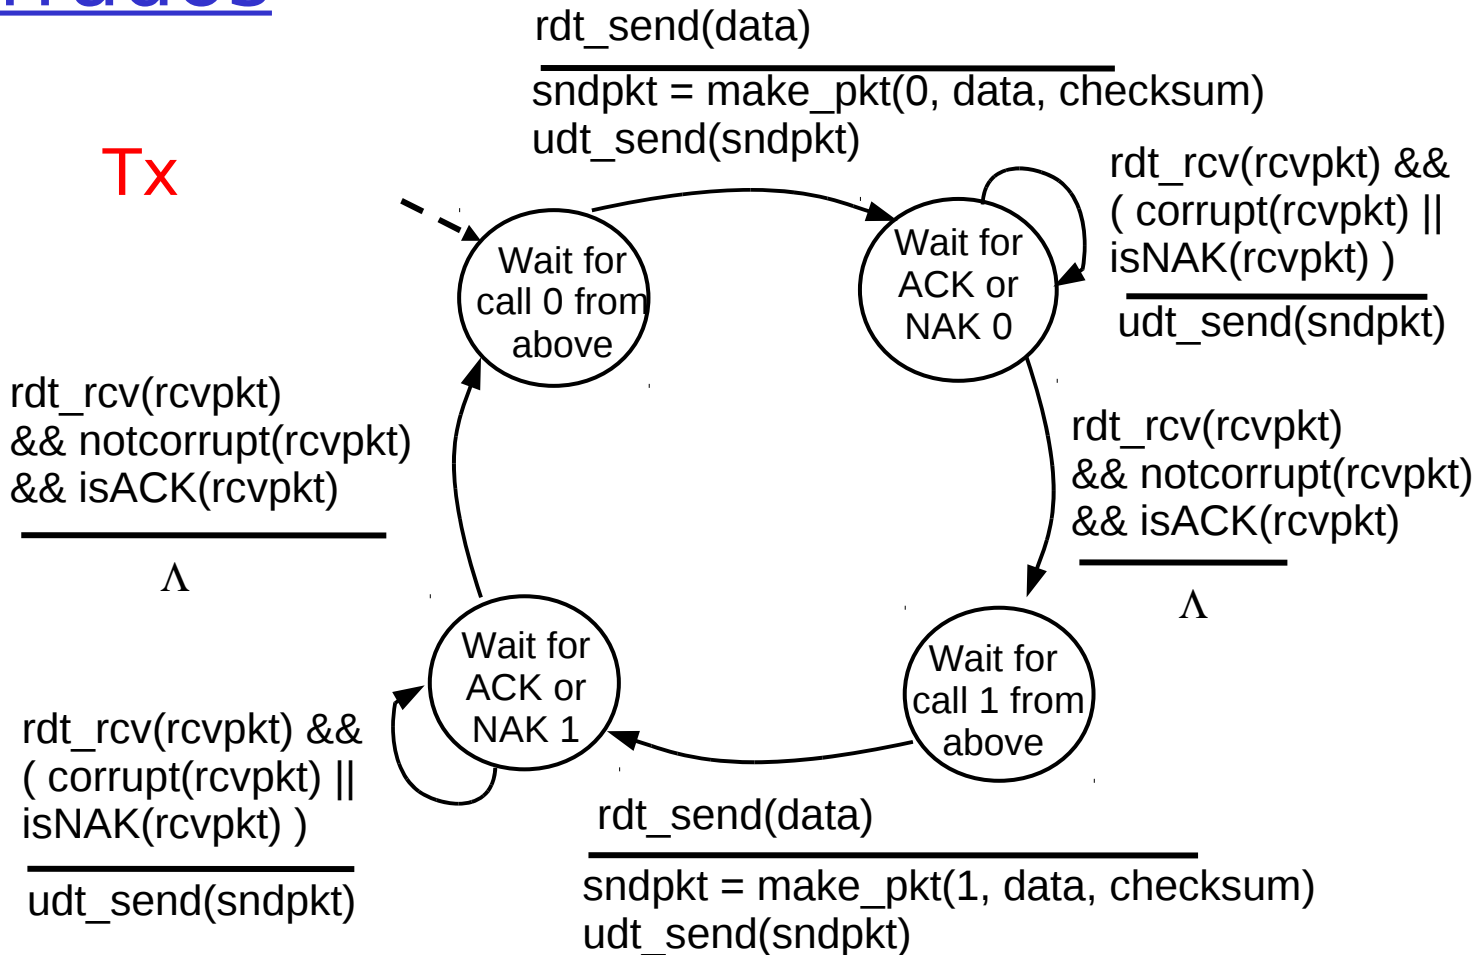 rdt_send(data)
sndpkt = make_pkt(0, data, checksum)
udt_send(sndpkt)
Tx
rdt_rcv(rcvpkt) &&
( corrupt(rcvpkt) ||
isNAK(rcvpkt) )
udt_send(sndpkt)
Wait for
call 0 from
above
Wait for
ACK or
NAK 0
rdt_rcv(rcvpkt)
&& notcorrupt(rcvpkt)
&& isACK(rcvpkt)
Λ
rdt_rcv(rcvpkt)
&& notcorrupt(rcvpkt)
&& isACK(rcvpkt)
Λ
Wait for
ACK or
NAK 1
Wait for
call 1 from
above
rdt_rcv(rcvpkt) &&
( corrupt(rcvpkt) ||
isNAK(rcvpkt) )
udt_send(sndpkt)
rdt_send(data)
sndpkt = make_pkt(1, data, checksum)
udt_send(sndpkt)